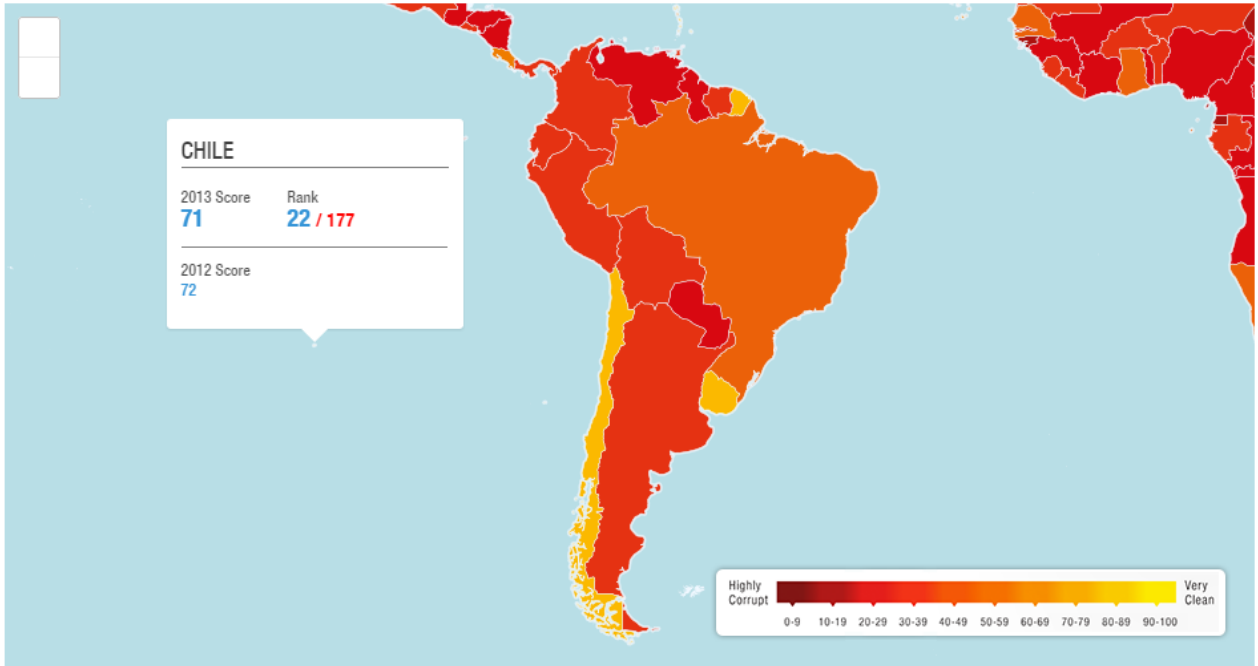 CHILE
2013 Score Rank
71 22 / 177
2012 Score
72
Highly Very
Corrupt Clean
0-9 10-19 20-29 30-39 40-49 50-59 60-69 70-79 80-89 90-100